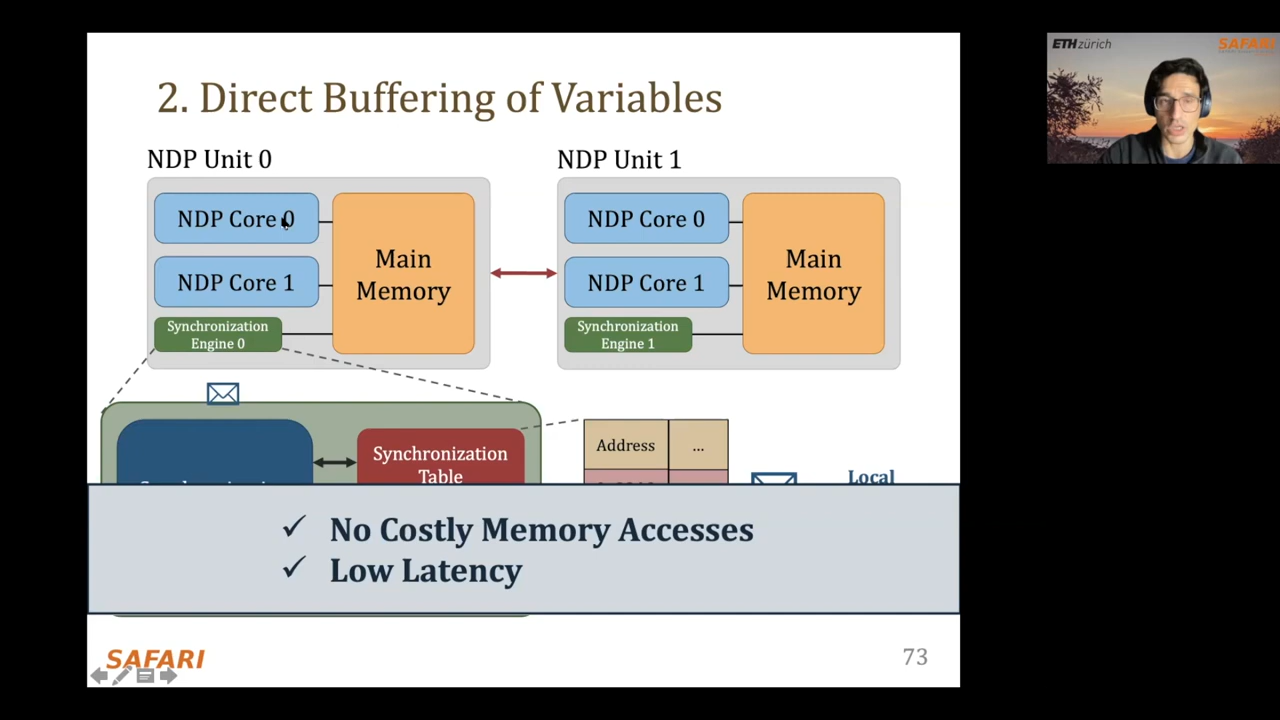 2. Direct Buffering of Variables
NDP Unit 0
NDP Unit 1
NDP Core 0
NDP Core 1
Synchronization
Engine 0
Main
Memory
NDP Core 0
NDP Core 1
Synchronization
Engine 1
Main
Memory
Synchronization
Table
Address
...
Local
✓ No Costly Memory Accesses
✓ Low Latency
SAFARI
73
ETH zürich
SAFARI